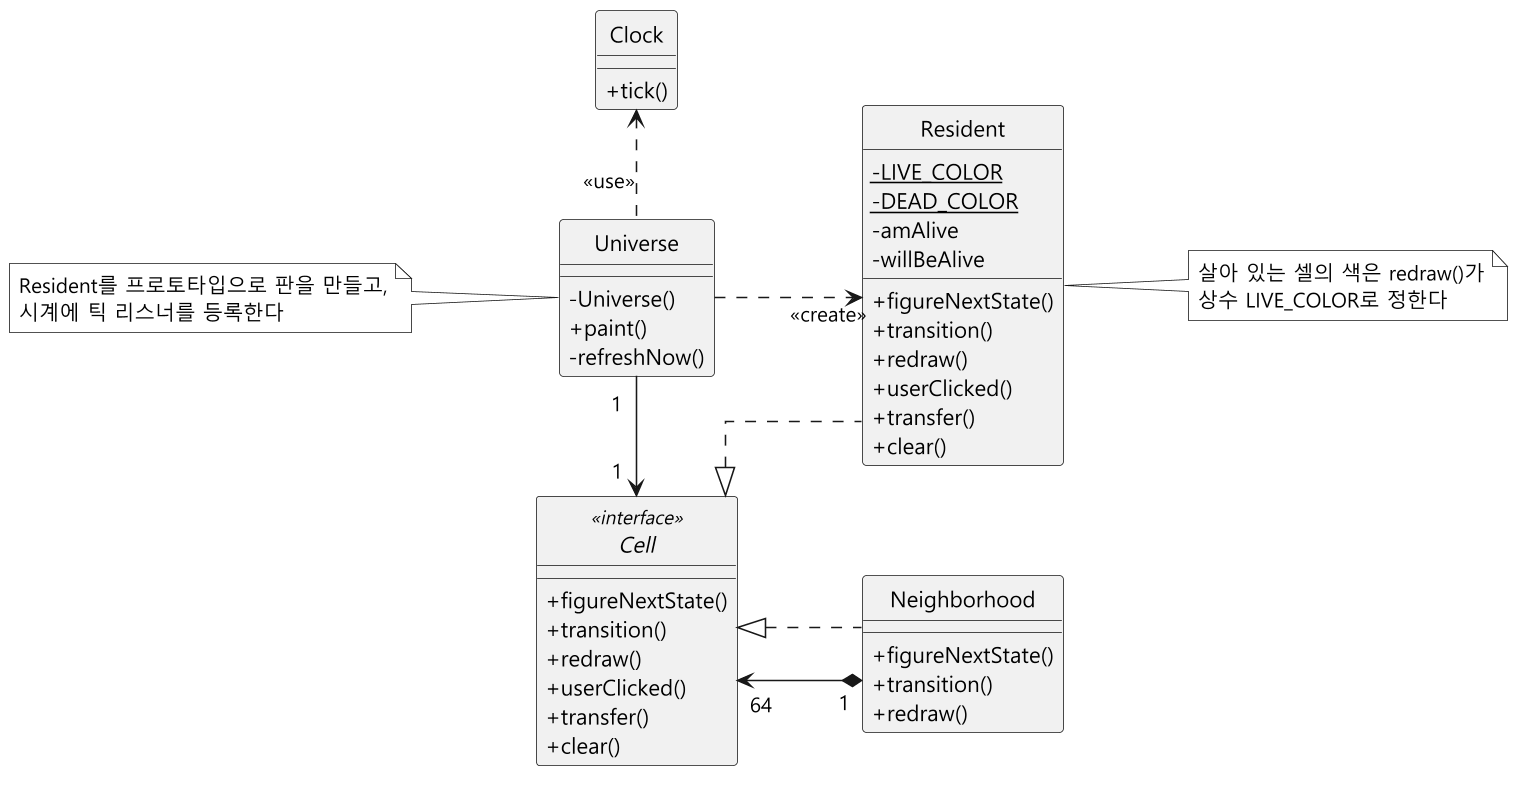 Clock
+tick()
«use»
Universe
-Universe()
+paint()
-refreshNow()
Resident를 프로토타입으로 판을 만들고,
시계에 틱 리스너를 등록한다
«create»
Resident
-LIVE_COLOR
-DEAD_COLOR
-amAlive
-willBeAlive
+figureNextState()
+transition()
+redraw()
+userClicked()
+transfer()
+clear()
살아 있는 셀의 색은 redraw()가
상수 LIVE_COLOR로 정한다
1
1
«interface»
Cell
+figureNextState()
+transition()
+redraw()
+userClicked()
+transfer()
+clear()
64
1
Neighborhood
+figureNextState()
+transition()
+redraw()